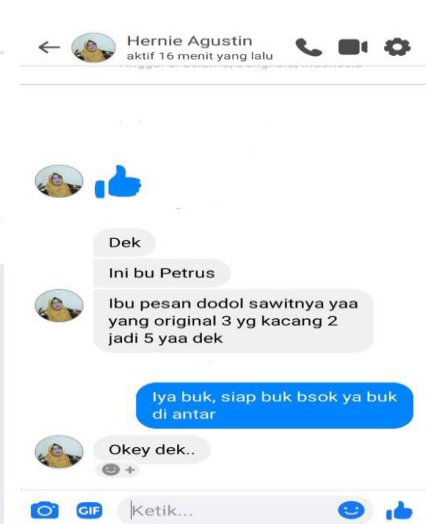 Hernie Agustin
aktif 16 menit yang lalu
Dek
Ini bu Petrus
Ibu pesan dodol sawitnya yaa
yang original 3 yg kacang 2
jadi 5 yaa dek
Iya buk, siap buk bsok ya buk
di antar
Okey dek..
GIF
Ketik...